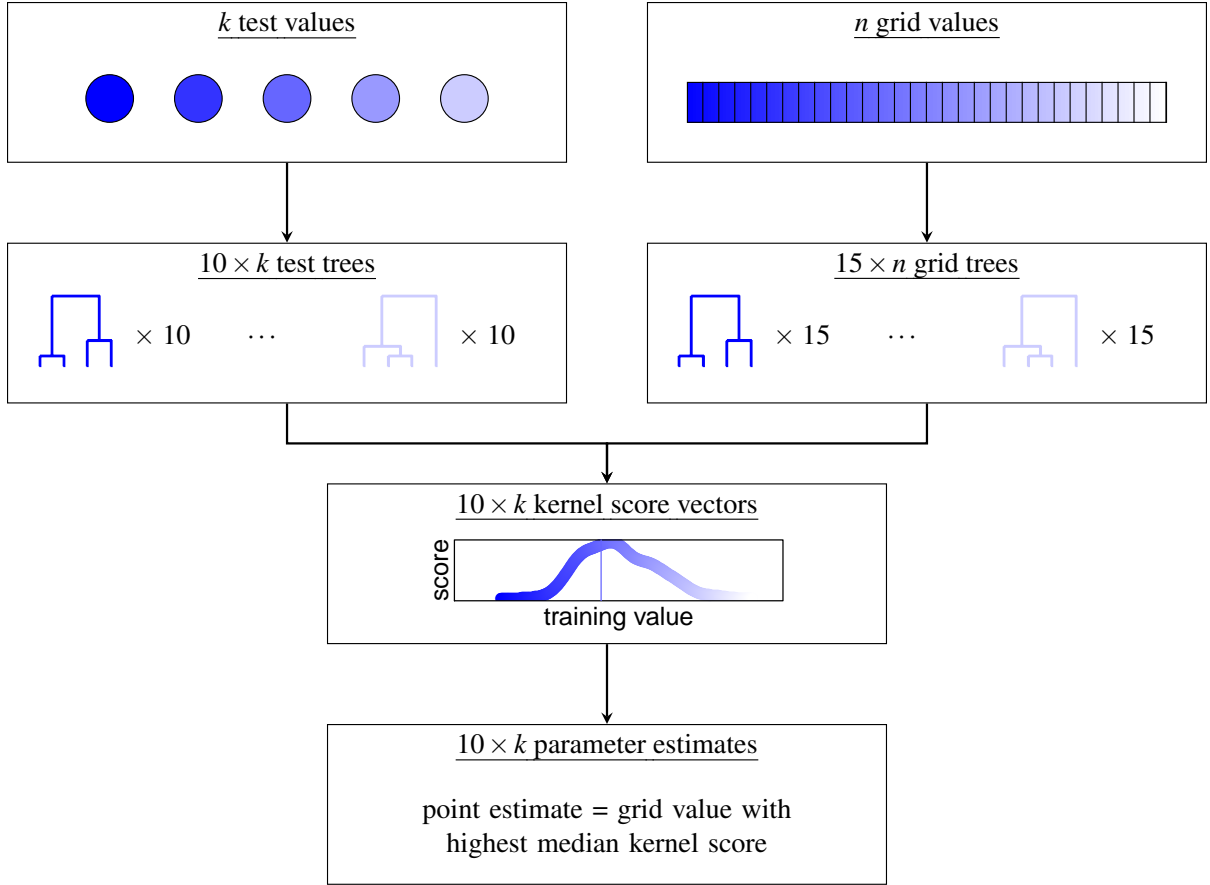 k test values
n grid values
10 × k test trees
× 10 ⋯ × 10
15 × n grid trees
× 15 ⋯ × 15
10 × k kernel score vectors
score
training value
10 × k parameter estimates
point estimate = grid value with
highest median kernel score